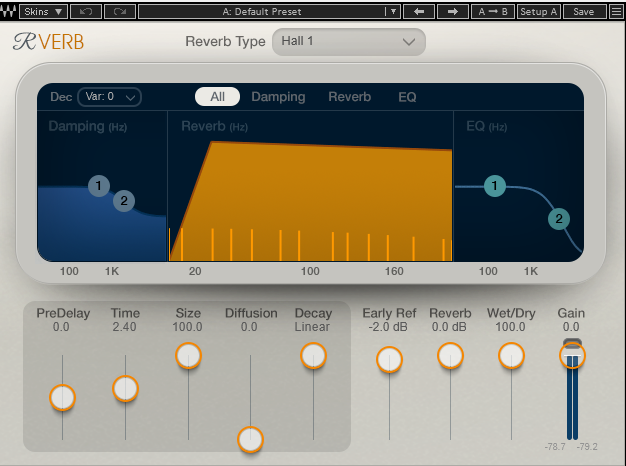 Skins A: Default Preset A B Setup A Save
RVERB Reverb Type Hall 1
Dec Var: 0 All Damping Reverb EQ
Damping (Hz) Reverb (Hz) EQ (Hz)
1 2 1 2
100 1K 20 100 160 100 1K
PreDelay Time Size Diffusion Decay Early Ref Reverb Wet/Dry Gain
0.0 2.40 100.0 0.0 Linear -2.0 dB 0.0 dB 100.0 0.0
-78.7 -79.2